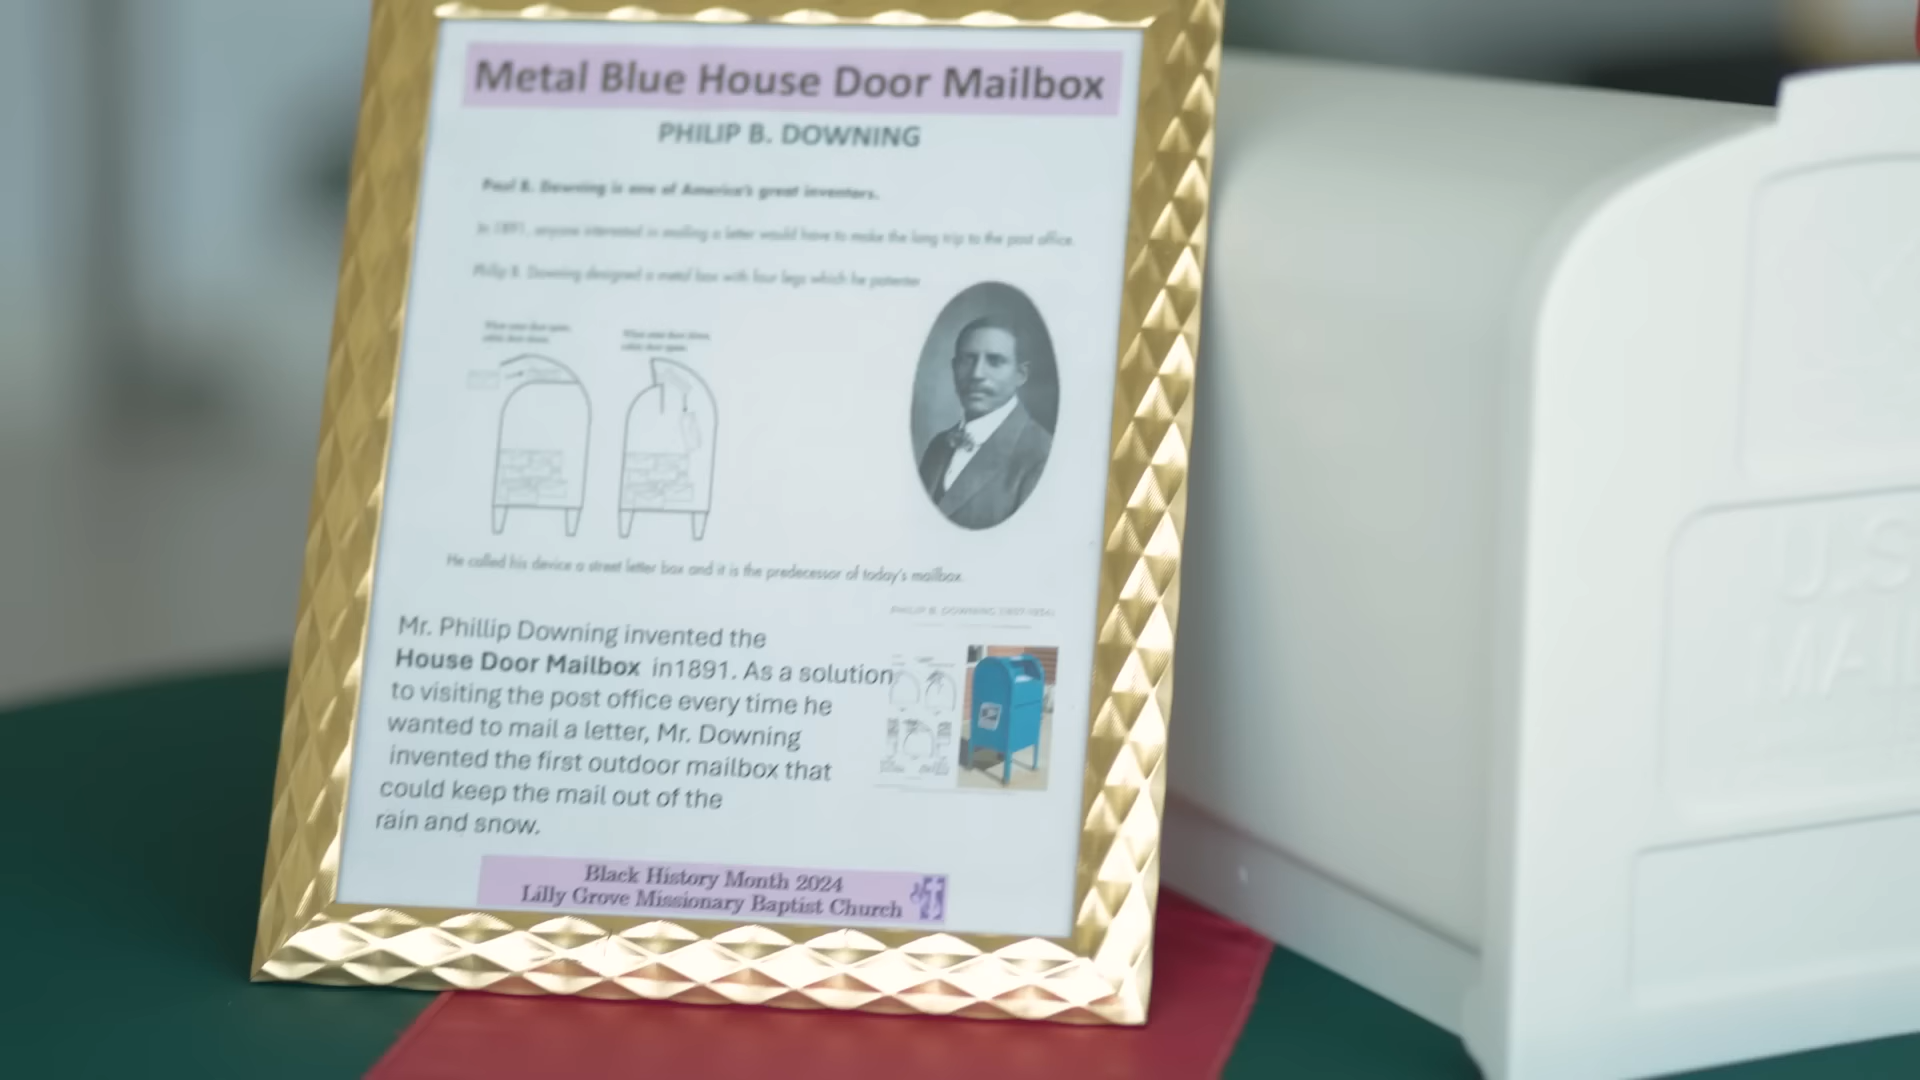 Metal Blue House Door Mailbox
PHILIP B. DOWNING
Paul B. Downing is one of America's great inventors.
In 1891, anyone interested in mailing a letter would have to make the long trip to the post office.
Philip B. Downing designed a metal box with four legs which he patented
He called his device a street letter box and it is the predecessor of today's mailbox.
PHILIP B. DOWNING
Mr. Phillip Downing invented the
House Door Mailbox in1891. As a solution
to visiting the post office every time he
wanted to mail a letter, Mr. Downing
invented the first outdoor mailbox that
could keep the mail out of the
rain and snow.
Black History Month 2024
Lilly Grove Missionary Baptist Church
U.S
MAI